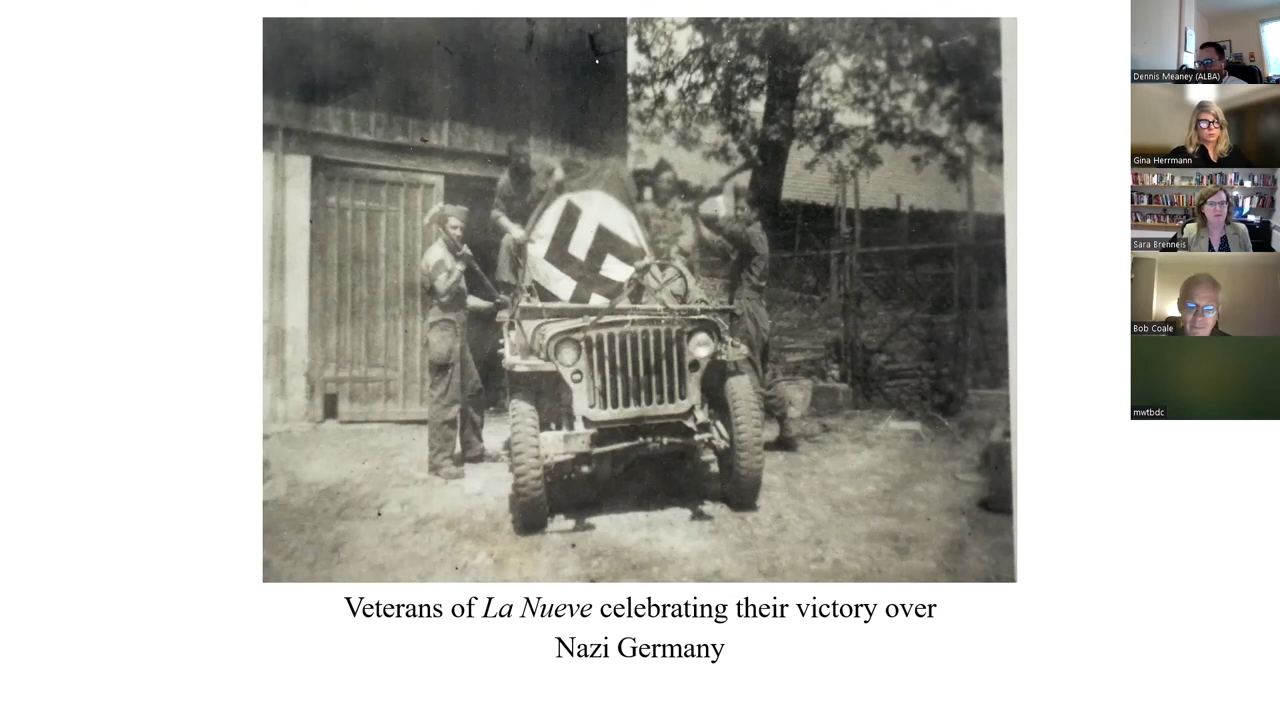 Dennis Meaney (ALBA)
Gina Herrmann
Sara Brenneis
Bob Coale
mwtbdc
Veterans of La Nueve celebrating their victory over
Nazi Germany